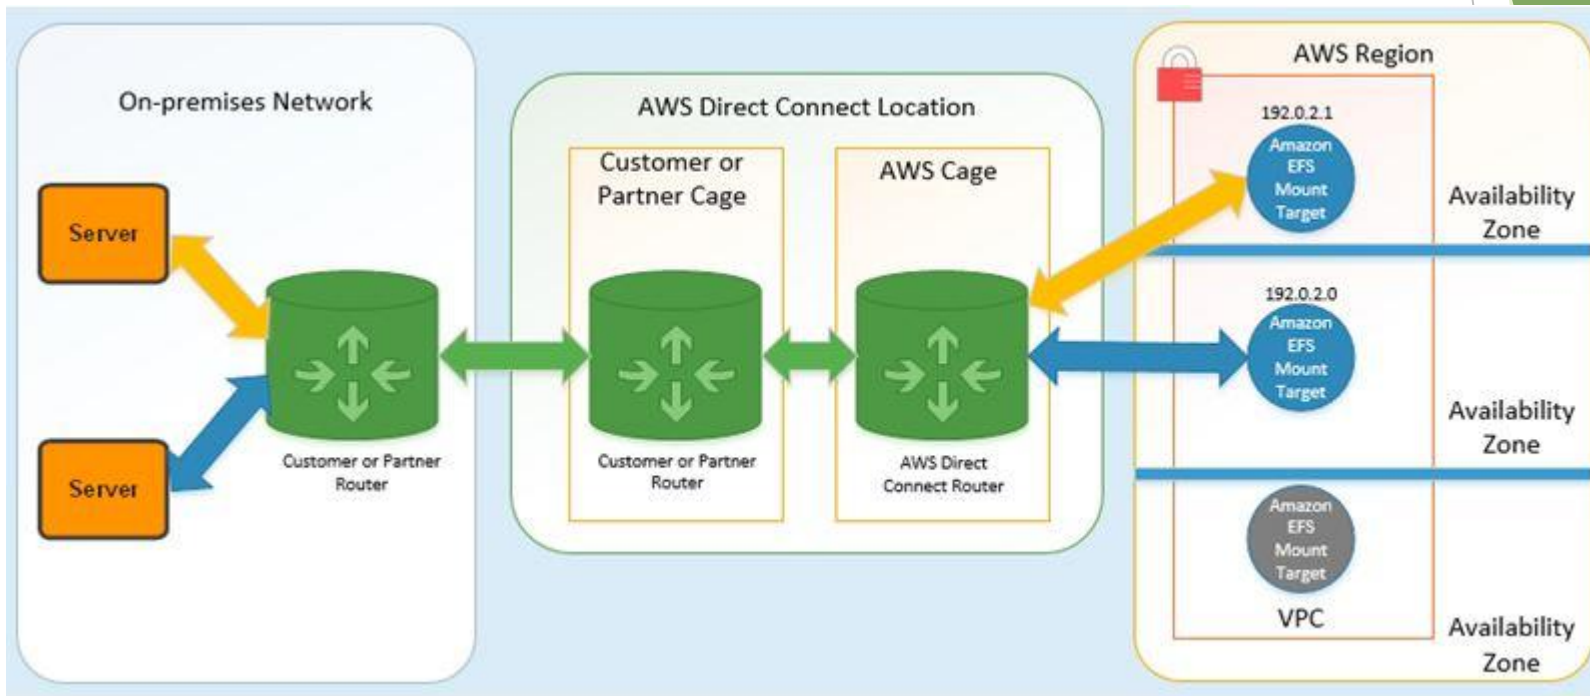 On-premises Network
Server
Server
Customer or Partner
Router
AWS Direct Connect Location
Customer or
Partner Cage
Customer or Partner
Router
AWS Cage
AWS Direct
Connect Router
AWS Region
192.0.2.1
Amazon
EFS
Mount
Target
Availability
Zone
192.0.2.0
Amazon
EFS
Mount
Target
Availability
Zone
Amazon
EFS
Mount
Target
VPC
Availability
Zone